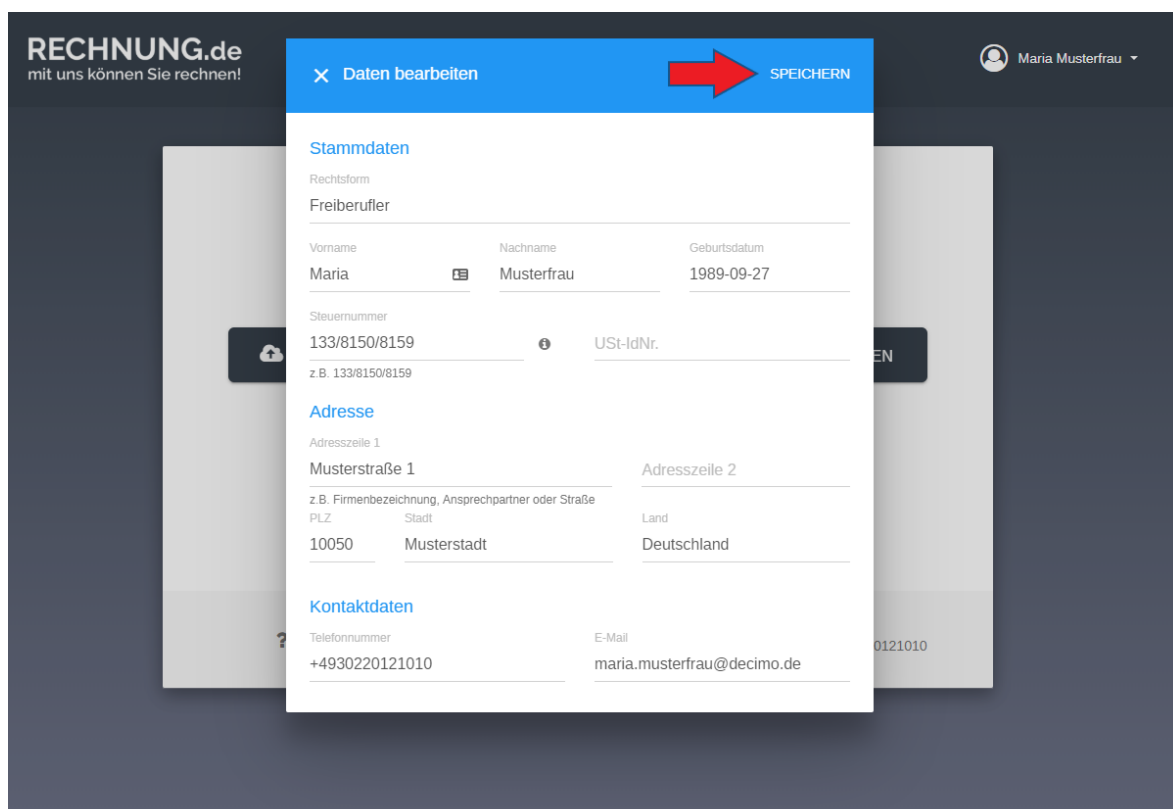 RECHNUNG.de
mit uns können Sie rechnen!
Maria Musterfrau
Daten bearbeiten
SPEICHERN
Stammdaten
Rechtsform
Freiberufler
Vorname Nachname Geburtsdatum
Maria Musterfrau 1989-09-27
Steuernummer
133/8150/8159 USt-IdNr.
z.B. 133/8150/8159
EN
Adresse
Adresszeile 1
Musterstraße 1 Adresszeile 2
z.B. Firmenbezeichnung, Ansprechpartner oder Straße
PLZ Stadt Land
10050 Musterstadt Deutschland
Kontaktdaten
Telefonnummer E-Mail
+4930220121010 maria.musterfrau@decimo.de
?
0121010